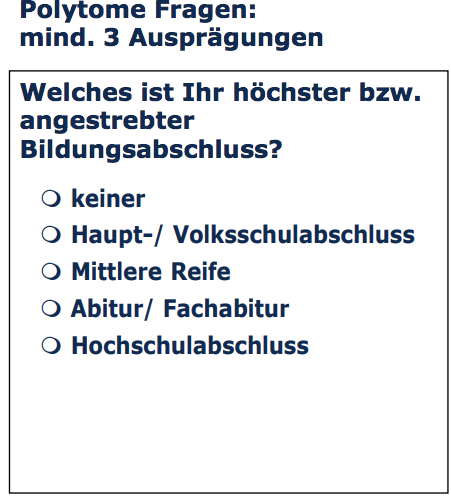 Polytome Fragen:
mind. 3 Ausprägungen
Welches ist Ihr höchster bzw.
angestrebter
Bildungsabschluss?
keiner
Haupt-/ Volksschulabschluss
Mittlere Reife
Abitur/ Fachabitur
Hochschulabschluss